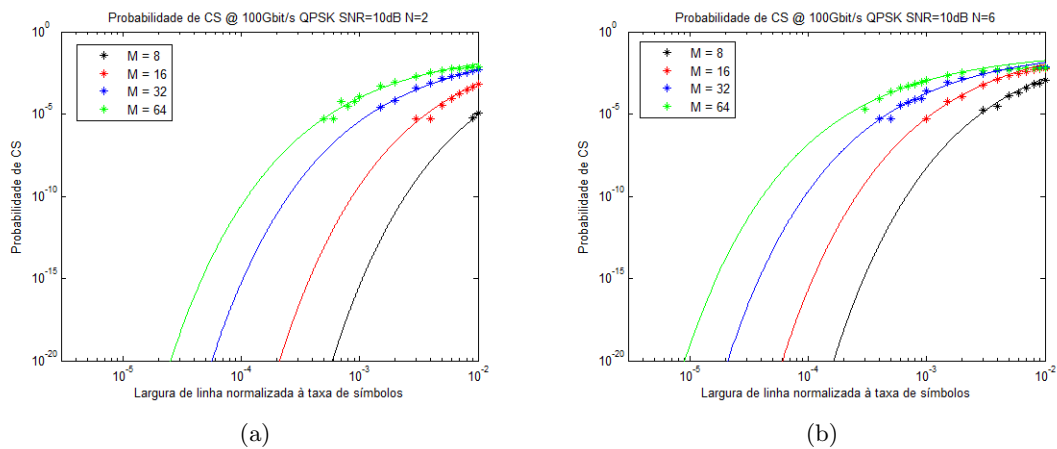 Probabilidade de CS @ 100Gbit/s QPSK SNR=10dB N=2
10^0
10^-5
10^-10
10^-15
10^-20
Probabilidade de CS
M = 8
M = 16
M = 32
M = 64
10^-5
10^-4
10^-3
10^-2
Largura de linha normalizada à taxa de símbolos
(a)
Probabilidade de CS @ 100Gbit/s QPSK SNR=10dB N=6
10^0
10^-5
10^-10
10^-15
10^-20
Probabilidade de CS
M = 8
M = 16
M = 32
M = 64
10^-5
10^-4
10^-3
10^-2
Largura de linha normalizada à taxa de símbolos
(b)